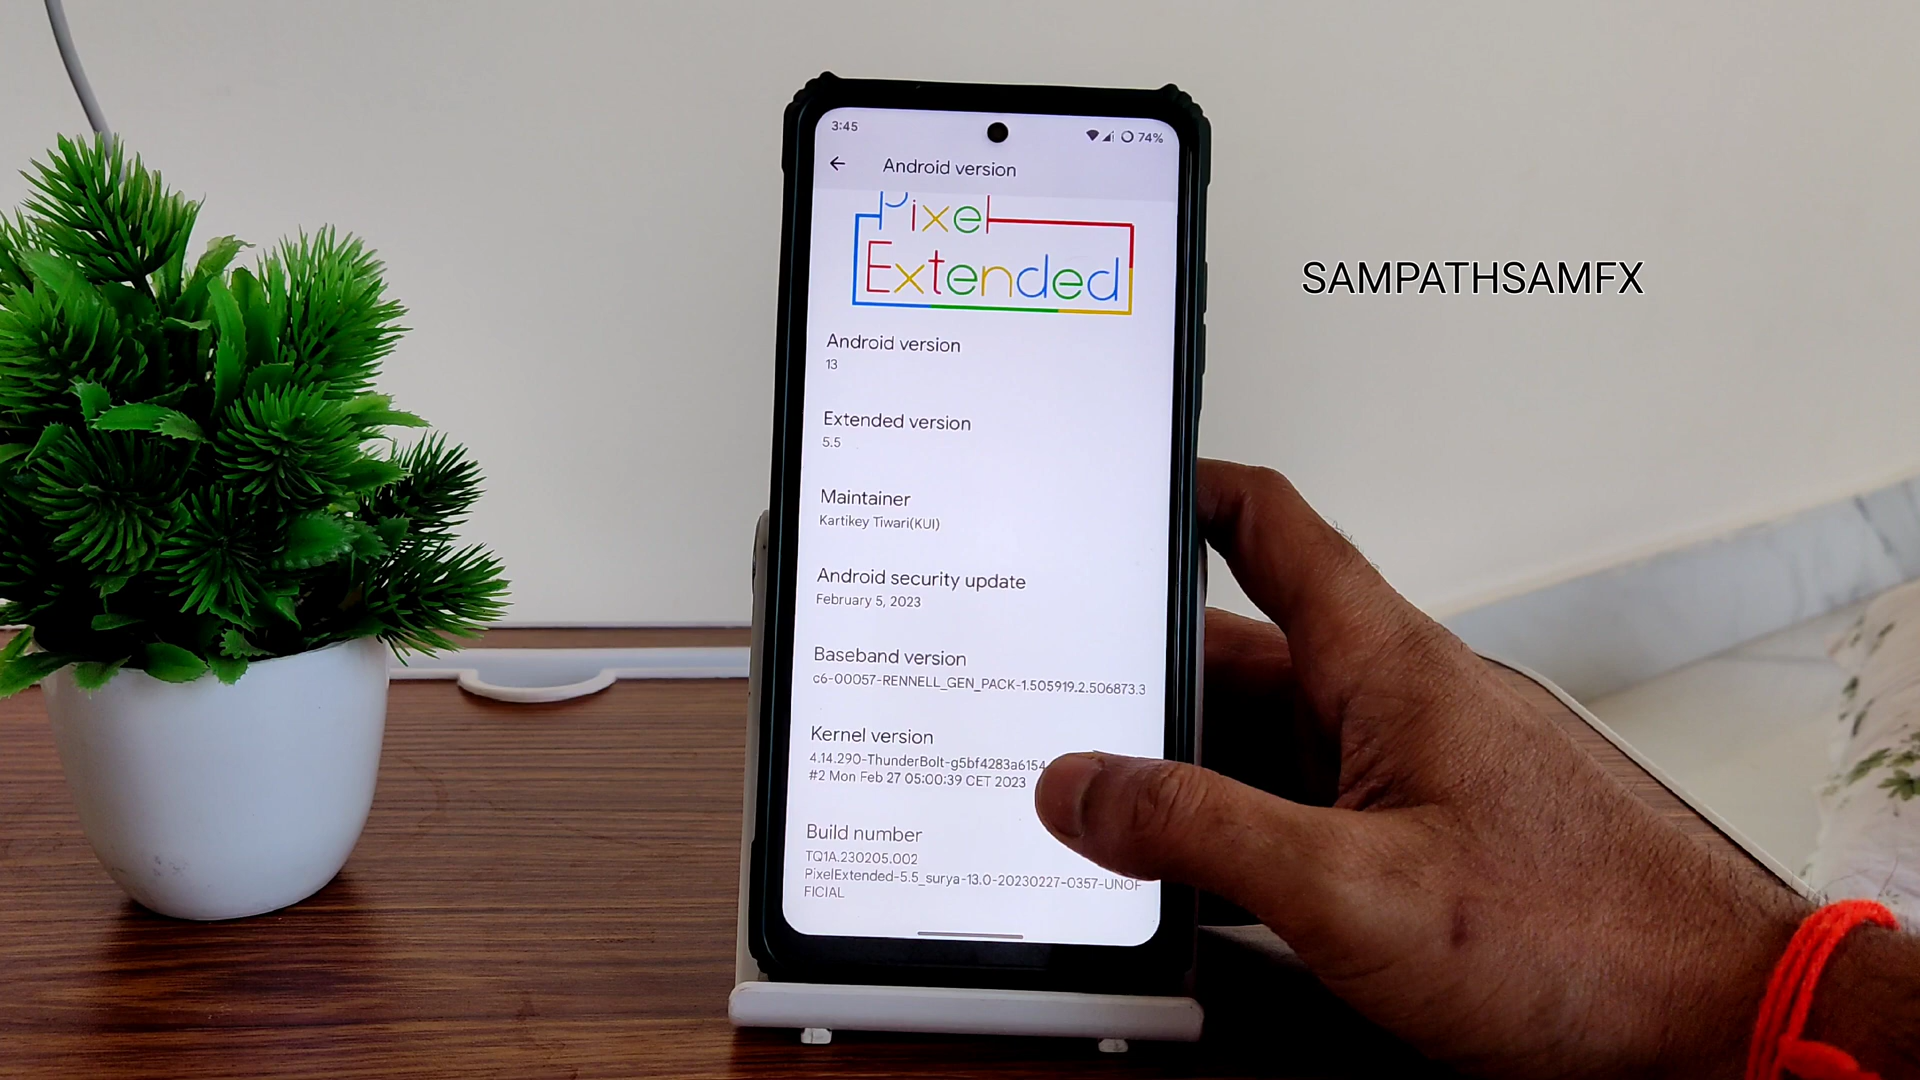 3:45
74%
Android version
Pixel
Extended
SAMPATHSAMFX
Android version
13
Extended version
5.5
Maintainer
Kartikey Tiwari(KUI)
Android security update
February 5, 2023
Baseband version
c6-00057-RENNELL_GEN_PACK-1.505919.2.506873.3
Kernel version
4.14.290-ThunderBolt-g5bf4283a6154
#2 Mon Feb 27 05:00:39 CET 2023
Build number
TQ1A.230205.002
PixelExtended-5.5_surya-13.0-20230227-0357-UNOF
FICIAL